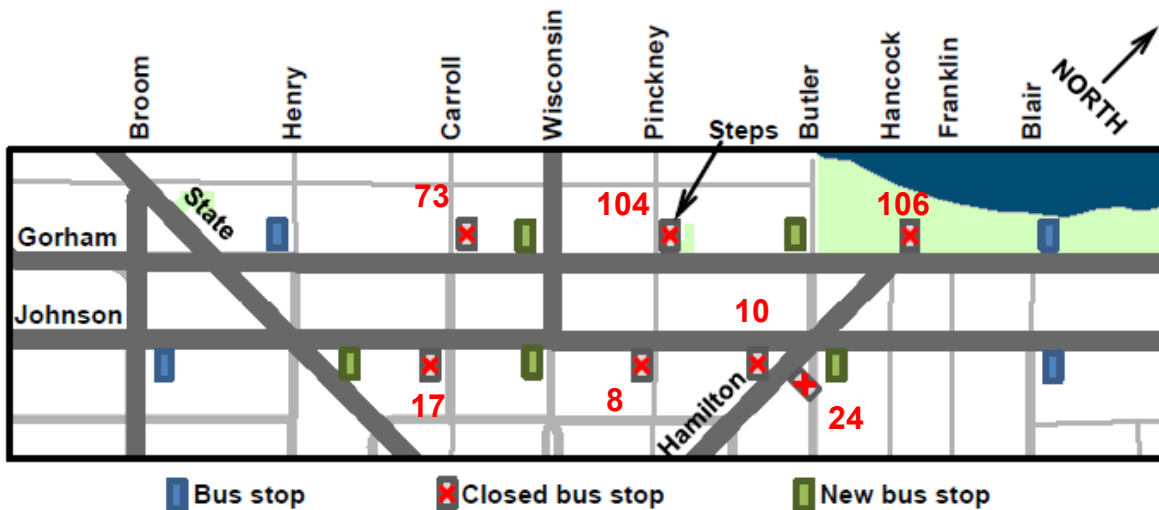 Broom
Henry
Carroll
Wisconsin
Pinckney
Steps
Butler
Hancock
Franklin
Blair
NORTH
State
73
104
106
Gorham
Johnson
10
17
8
Hamilton
24
Bus stop
Closed bus stop
New bus stop